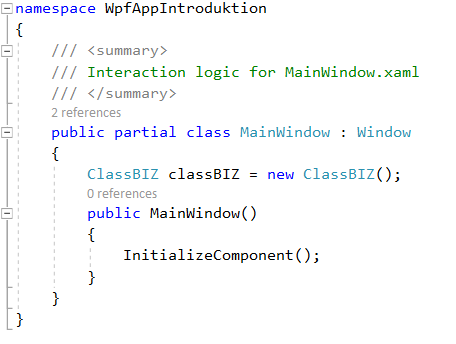 namespace WpfAppIntroduktion
{
/// <summary>
/// Interaction logic for MainWindow.xaml
/// </summary>
2 references
public partial class MainWindow : Window
{
ClassBIZ classBIZ = new ClassBIZ();
0 references
public MainWindow()
{
InitializeComponent();
}
}
}